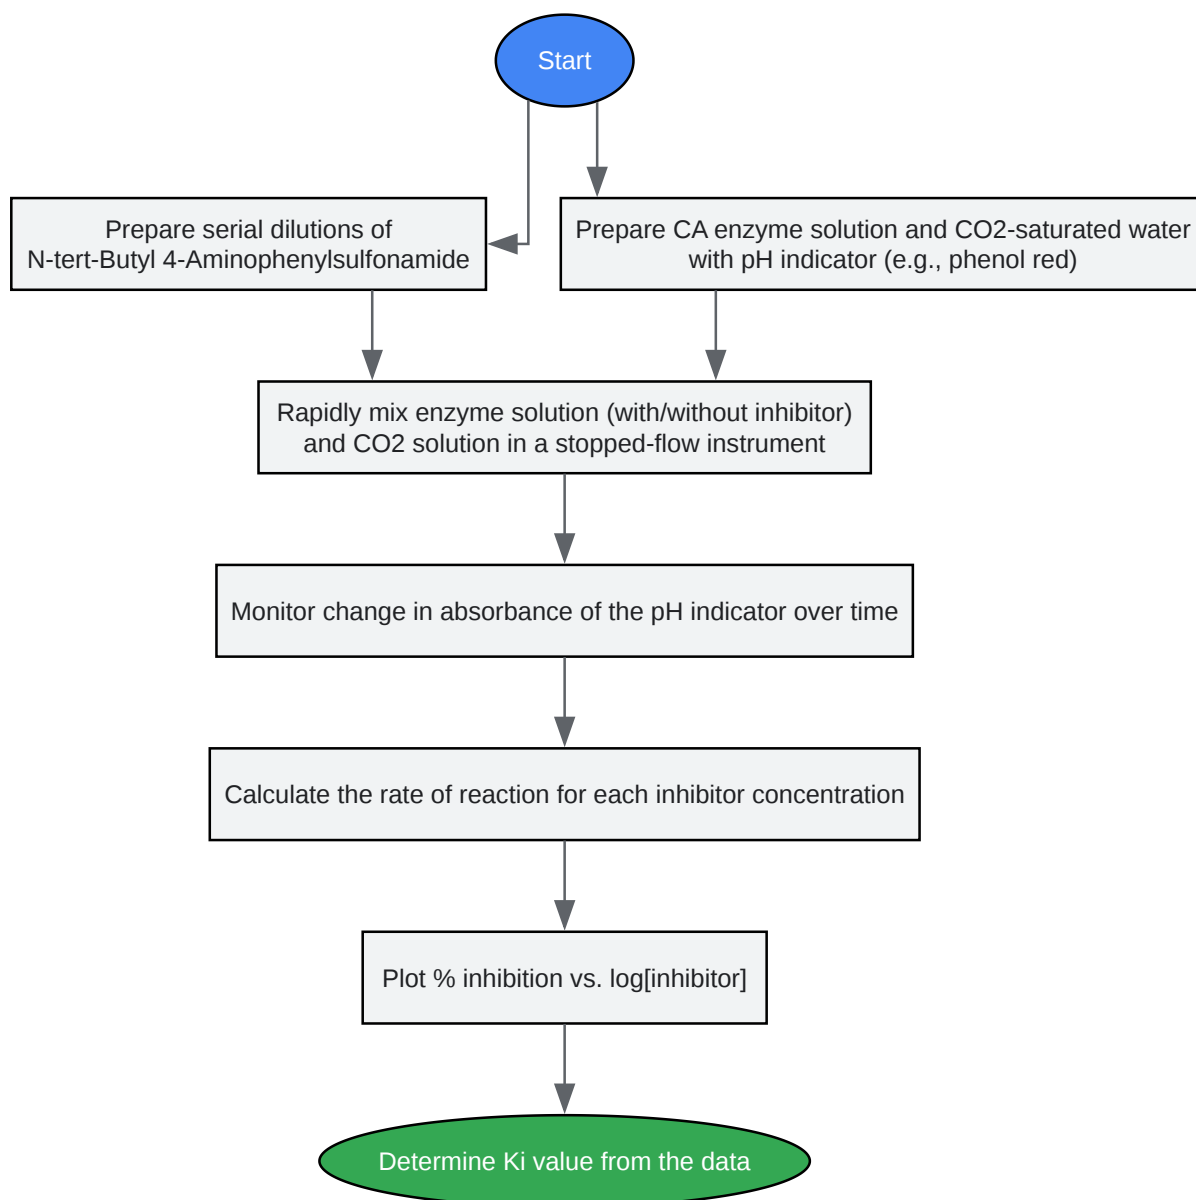 Start
Prepare serial dilutions of
N-tert-Butyl 4-Aminophenylsulfonamide
Prepare CA enzyme solution and CO2-saturated water
with pH indicator (e.g., phenol red)
Rapidly mix enzyme solution (with/without inhibitor)
and CO2 solution in a stopped-flow instrument
Monitor change in absorbance of the pH indicator over time
Calculate the rate of reaction for each inhibitor concentration
Plot % inhibition vs. log[inhibitor]
Determine Ki value from the data